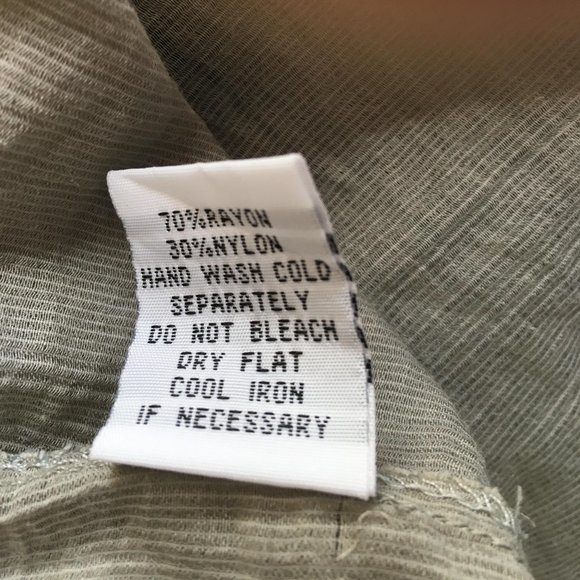 70%RAYON
30%NYLON
HAND WASH COLD
SEPARATELY
DO NOT BLEACH
DRY FLAT
COOL IRON
IF NECESSARY